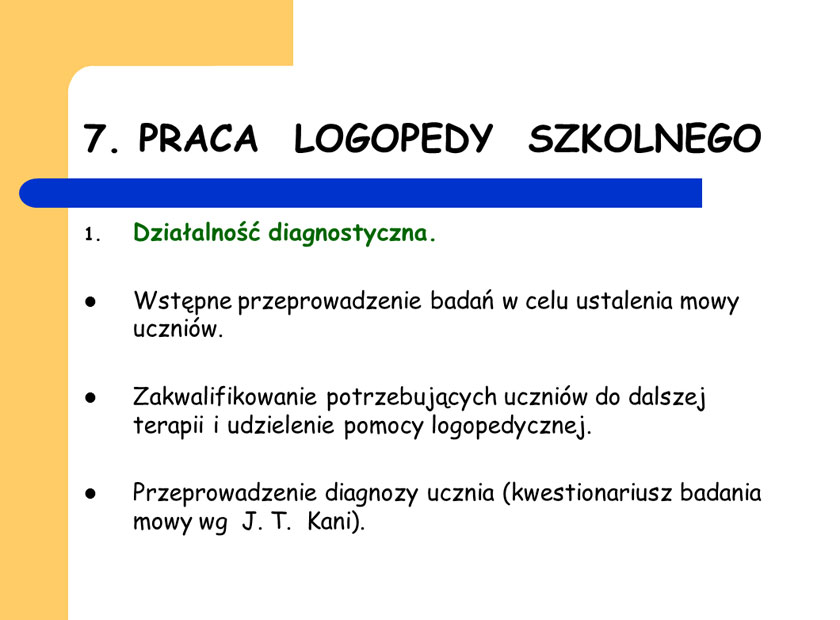 7. PRACA LOGOPEDY SZKOLNEGO
1. Działalność diagnostyczna.
● Wstępne przeprowadzenie badań w celu ustalenia mowy
uczniów.
● Zakwalifikowanie potrzebujących uczniów do dalszej
terapii i udzielenie pomocy logopedycznej.
● Przeprowadzenie diagnozy ucznia (kwestionariusz badania
mowy wg J. T. Kani).